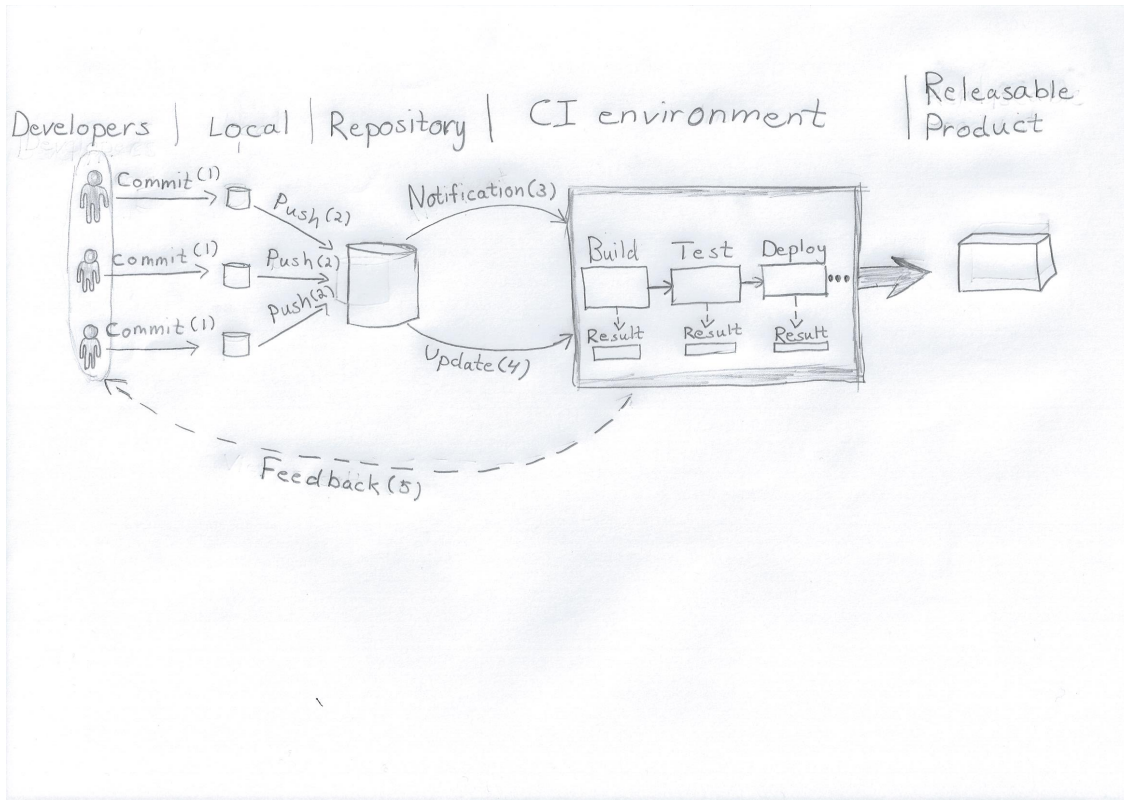 Developers | Local | Repository | CI environment | Releasable
Product
Commit(1)
Push(2)
Commit(1)
Push(2)
Commit(1)
push(2)
Notification(3)
Update(4)
Build Test Deploy
...
Result Result Result
Feedback(5)